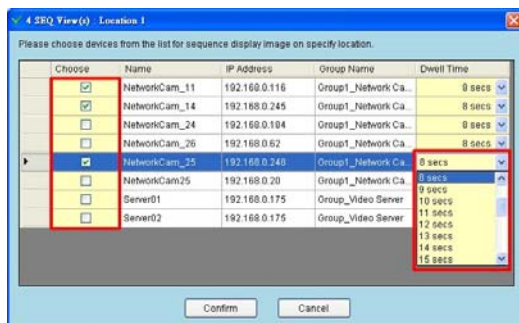 4 SEQ View(s) : Location 1
Please choose devices from the list for sequence display image on specify location.
Choose Name IP Address Group Name Dwell Time
NetworkCam_11 192.168.0.116 Group1_Network Ca... 8 secs
NetworkCam_14 192.168.0.245 Group1_Network Ca... 8 secs
NetworkCam_24 192.168.0.184 Group1_Network Ca... 8 secs
NetworkCam_26 192.168.0.62 Group1_Network Ca... 8 secs
NetworkCam_25 192.168.0.248 Group1_Network Ca... 8 secs
NetworkCam25 192.168.0.20 Group1_Network Ca... 8 secs
Server01 192.168.0.175 Group_Video Server
Server02 192.168.0.175 Group_Video Server
9 secs
10 secs
11 secs
12 secs
13 secs
14 secs
15 secs
Confirm Cancel